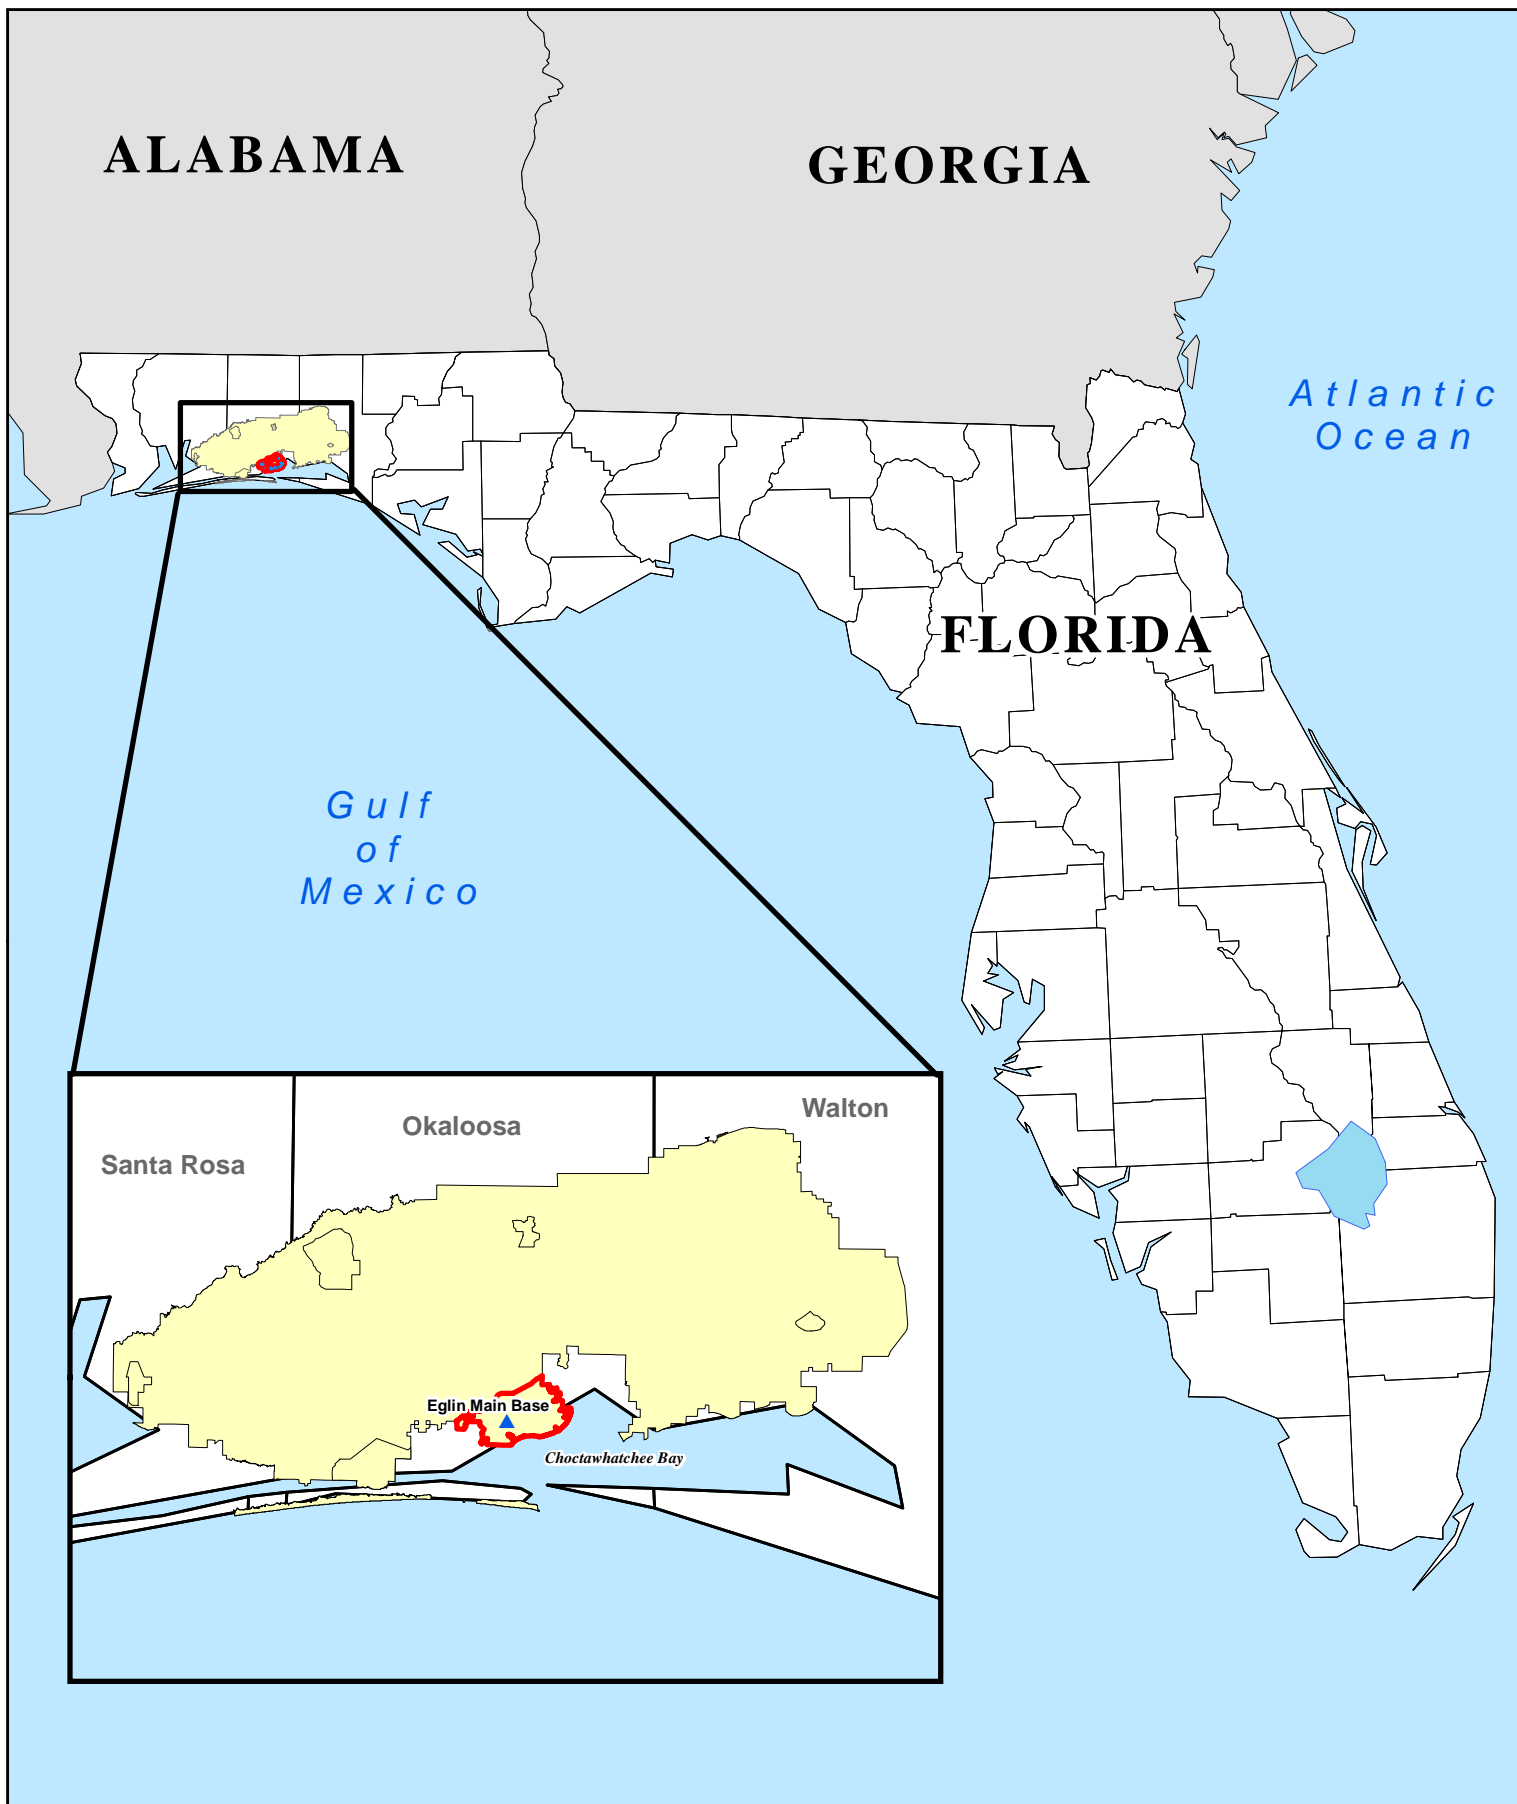 ALABAMA
GEORGIA
Atlantic
Ocean
FLORIDA
Gulf
of
Mexico
Walton
Okaloosa
Santa Rosa
Eglin Main Base
Choctawhatchee Bay